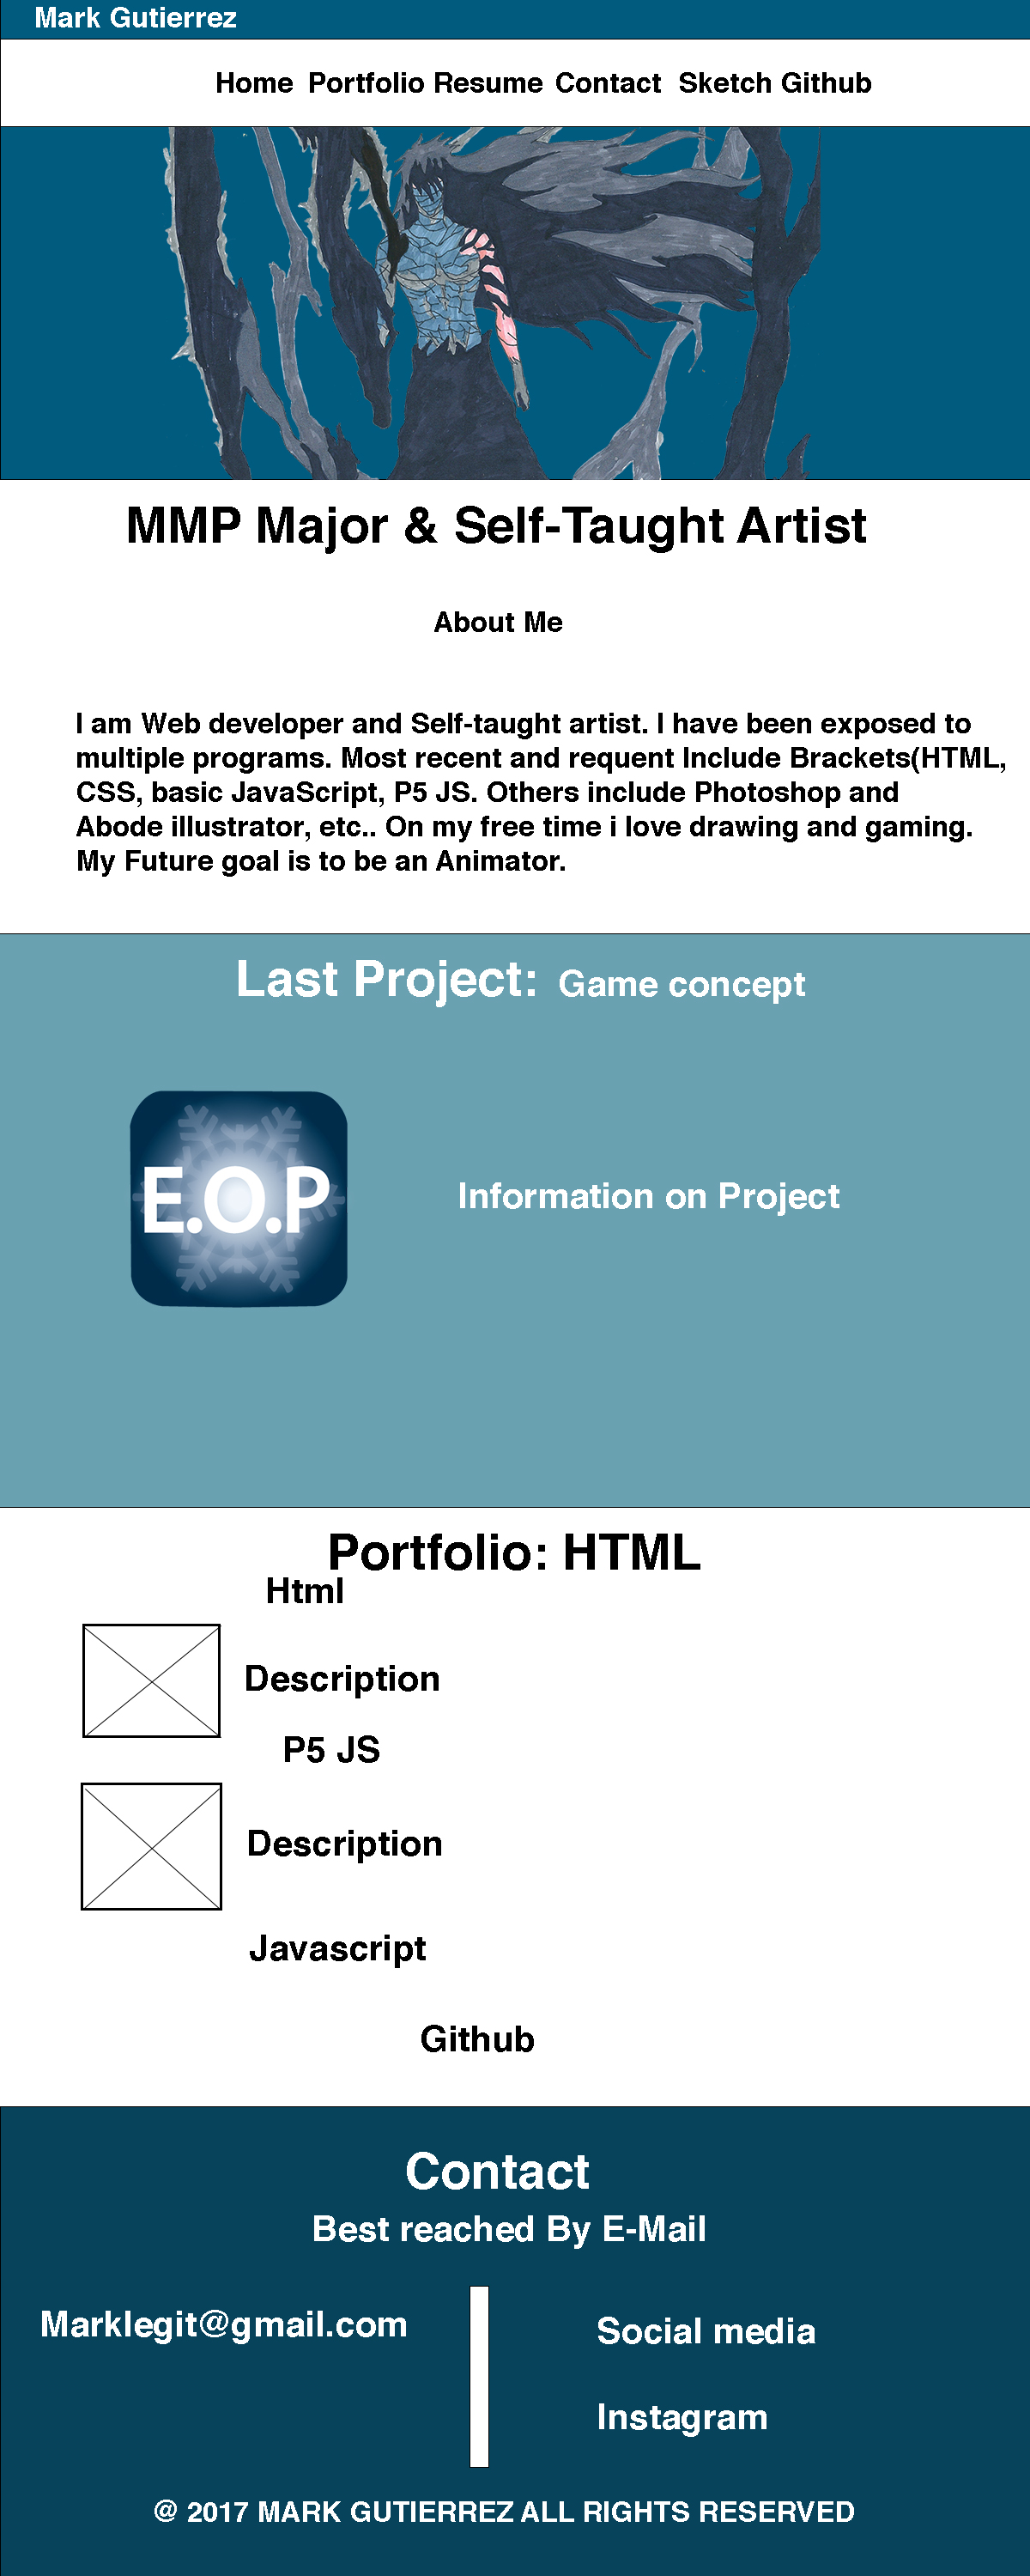 Mark Gutierrez
Home Portfolio Resume Contact Sketch Github
MMP Major & Self-Taught Artist
About Me
I am Web developer and Self-taught artist. I have been exposed to
multiple programs. Most recent and requent Include Brackets(HTML,
CSS, basic JavaScript, P5 JS. Others include Photoshop and
Abode illustrator, etc.. On my free time i love drawing and gaming.
My Future goal is to be an Animator.
Last Project: Game concept
E.O.P
Information on Project
Portfolio: HTML
Html
Description
P5 JS
Description
Javascript
Github
Contact
Best reached By E-Mail
Marklegit@gmail.com
Social media
Instagram
@ 2017 MARK GUTIERREZ ALL RIGHTS RESERVED